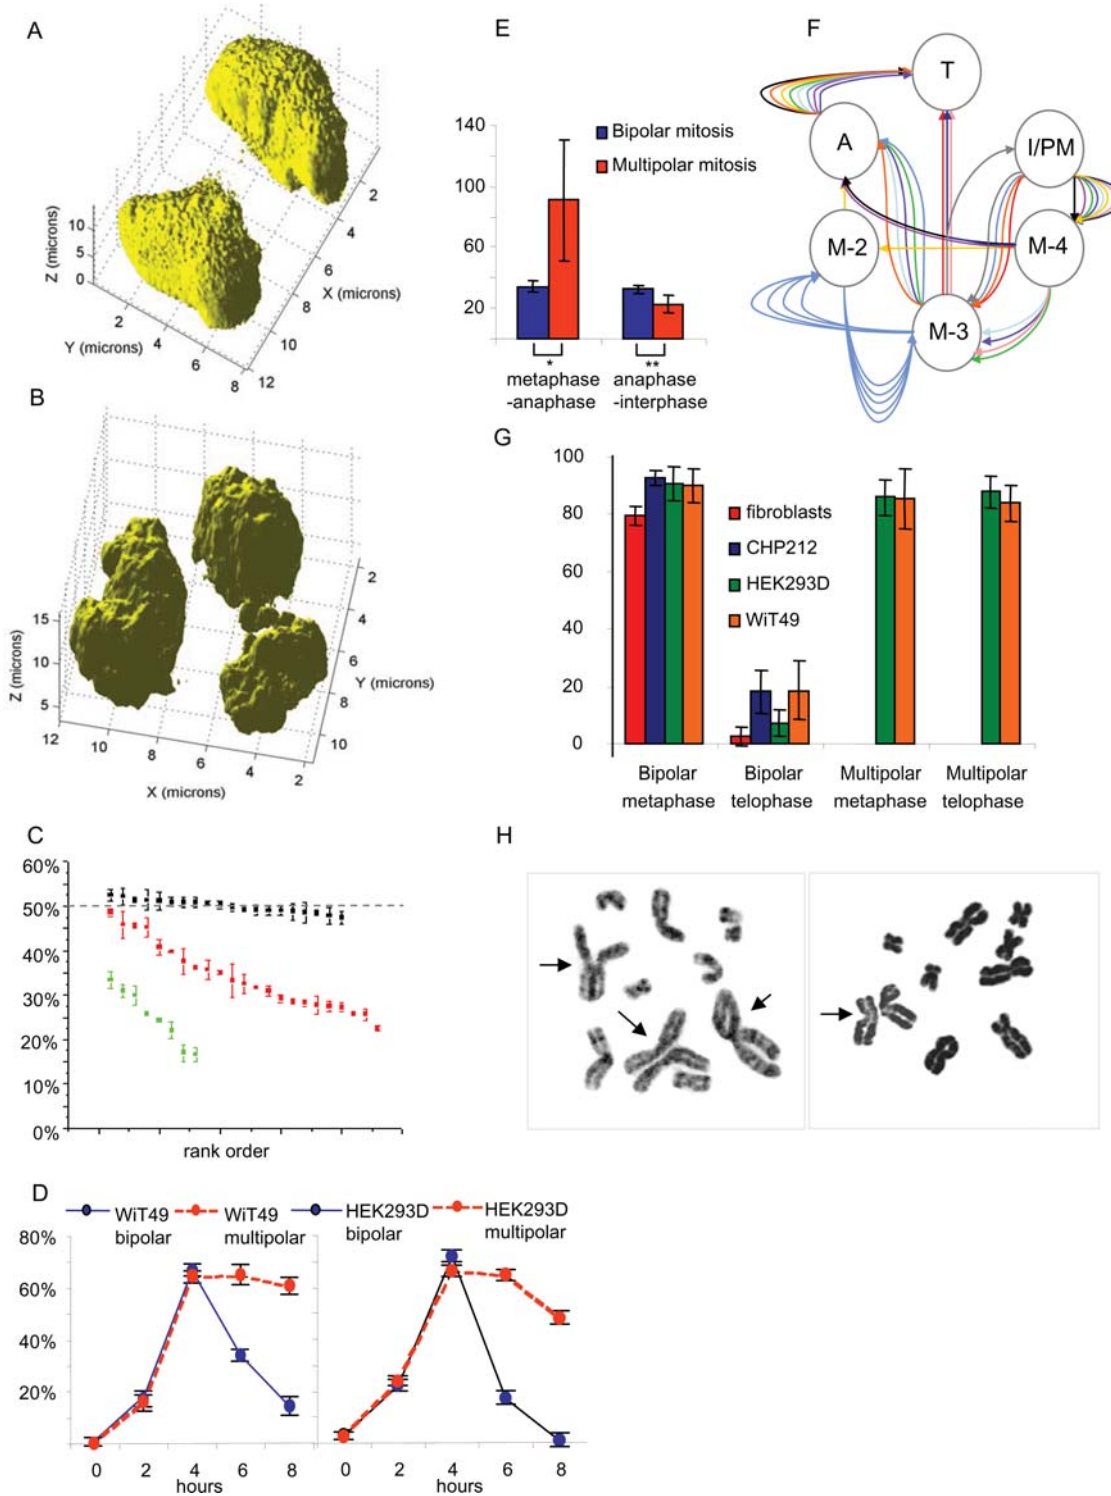 A
Z (microns)
10
5
0
2
4
6
8
Y (microns)
2
4
6
8
10
12
X (microns)
B
Z (microns)
15
10
5
12
10
8
6
4
2
X (microns)
2
4
6
8
10
Y (microns)
C
60%
50%
40%
30%
20%
10%
0%
rank order
D
WiT49 bipolar
WiT49 multipolar
HEK293D bipolar
HEK293D multipolar
80%
60%
40%
20%
0 2 4 6 8
hours
0 2 4 6 8
hours
E
Bipolar mitosis
Multipolar mitosis
140
100
60
20
*
**
metaphase
-anaphase
anaphase
-interphase
F
T
A
I/PM
M-2
M-4
M-3
G
100
80
60
40
20
0
fibroblasts
CHP212
HEK293D
WiT49
Bipolar
metaphase
Bipolar
telophase
Multipolar
metaphase
Multipolar
telophase
H